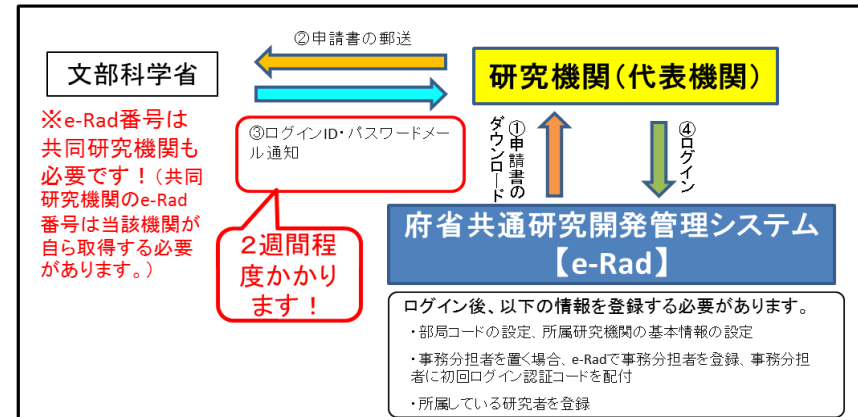 ②申請書の郵送
文部科学省
研究機関(代表機関)
※e-Rad番号は
共同研究機関も
必要です！(共同
研究機関のe-Rad
番号は当該機関が
自ら取得する必要
があります。)
③ログインID・パスワードメー
ル通知
２週間程
度かかり
ます！
①申請書の
ダウンロード
④ログイン
府省共通研究開発管理システム
【e-Rad】
ログイン後、以下の情報を登録する必要があります。
・部局コードの設定、所属研究機関の基本情報の設定
・事務分担者を置く場合、e-Radで事務分担者を登録、事務分担
者に初回ログイン認証コードを配付
・所属している研究者を登録